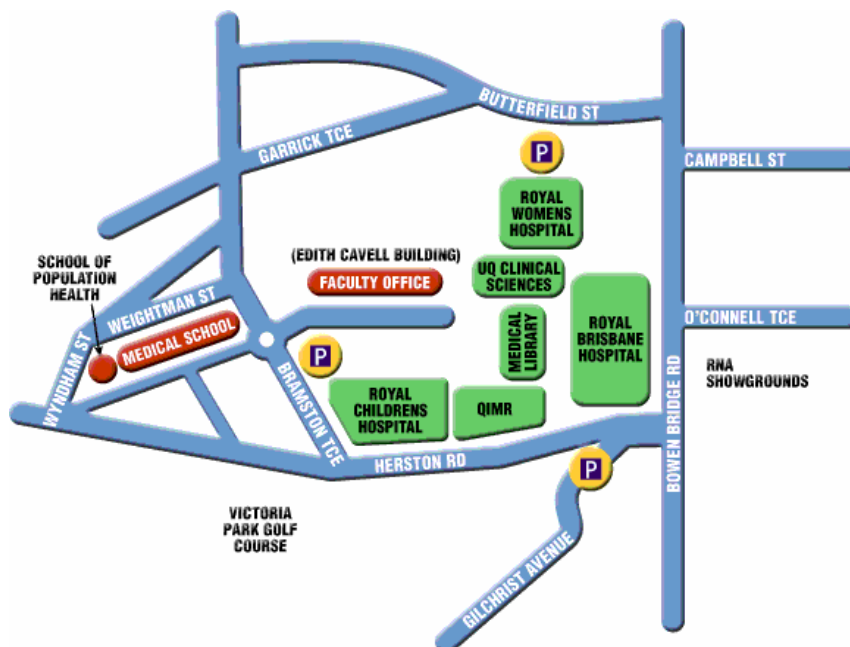 BUTTERFIELD ST
GARRICK TCE
P
CAMPBELL ST
ROYAL
WOMENS
HOSPITAL
(EDITH CAVELL BUILDING)
SCHOOL OF
POPULATION
HEALTH
FACULTY OFFICE
UQ CLINICAL
SCIENCES
WEIGHTMAN ST
MEDICAL SCHOOL
O'CONNELL TCE
MEDICAL
LIBRARY
ROYAL
BRISBANE
HOSPITAL
P
WYNDHAM ST
BRAMSTON TCE
RNA
SHOWGROUNDS
ROYAL
CHILDRENS
HOSPITAL
QIMR
BOWEN BRIDGE RD
HERSTON RD
P
VICTORIA
PARK GOLF
COURSE
GILCHRIST AVENUE